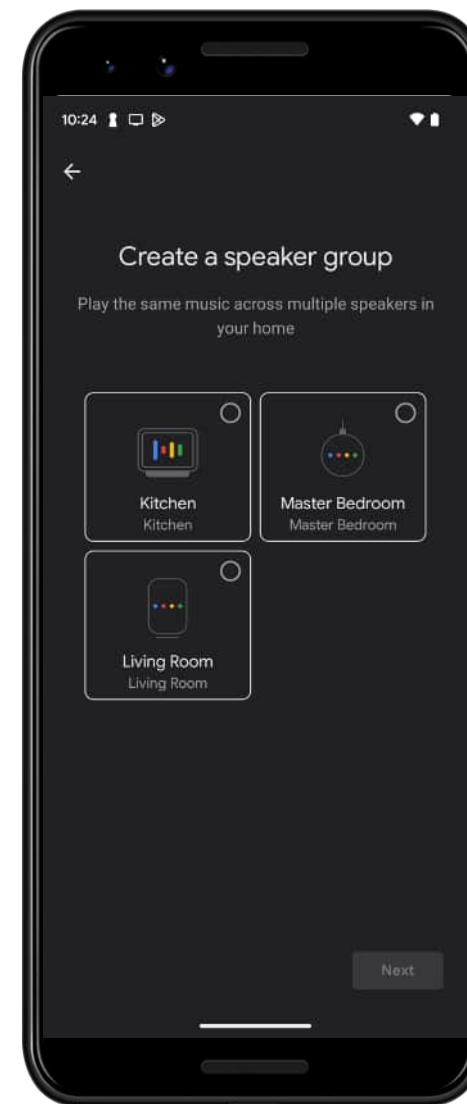 10:24
Create a speaker group
Play the same music across multiple speakers in
your home
Kitchen
Kitchen
Master Bedroom
Master Bedroom
Living Room
Living Room
Next